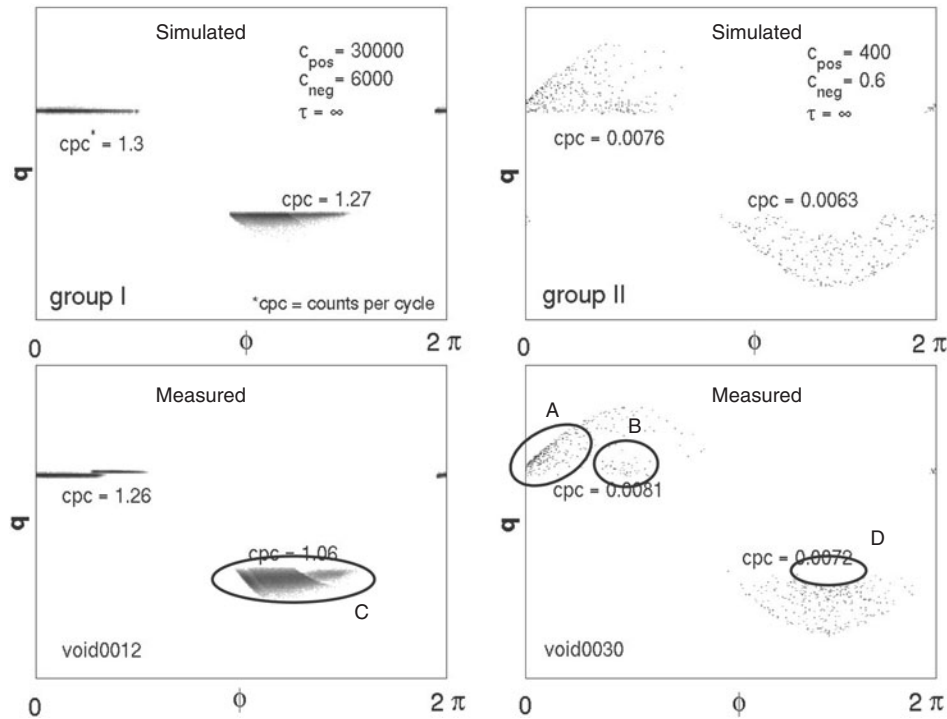 Simulated
c_pos = 30000
c_neg = 6000
τ = ∞
cpc* = 1.3
cpc = 1.27
q
group I
*cpc = counts per cycle
0
ϕ
2 π
Simulated
c_pos = 400
c_neg = 0.6
τ = ∞
cpc = 0.0076
cpc = 0.0063
q
group II
0
ϕ
2 π
Measured
cpc = 1.26
cpc = 1.06
q
C
void0012
0
ϕ
2 π
Measured
A
B
cpc = 0.0081
q
D
cpc = 0.0072
void0030
0
ϕ
2 π